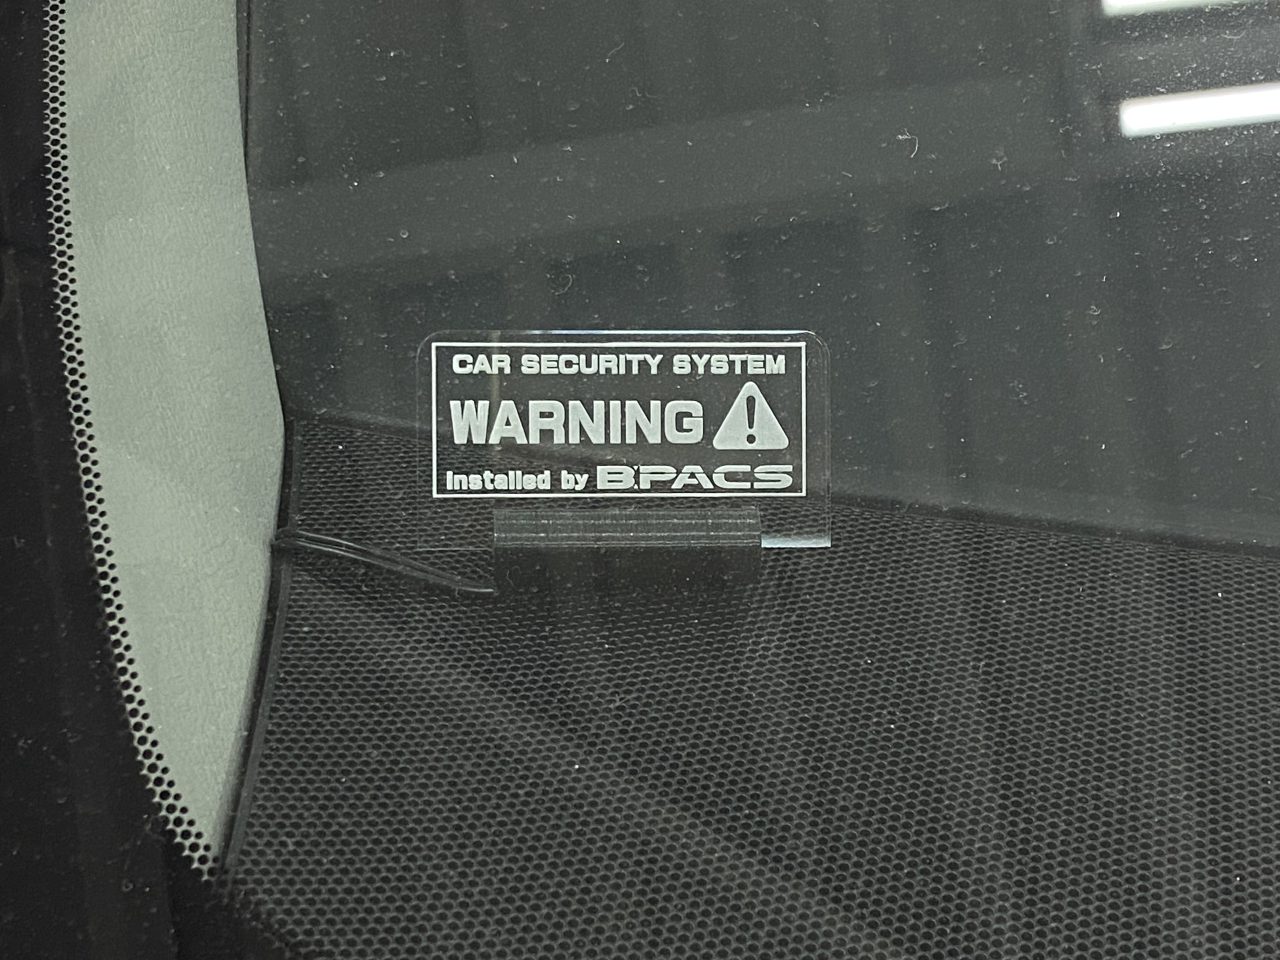 CAR SECURITY SYSTEM
WARNING
Installed by B.PACS